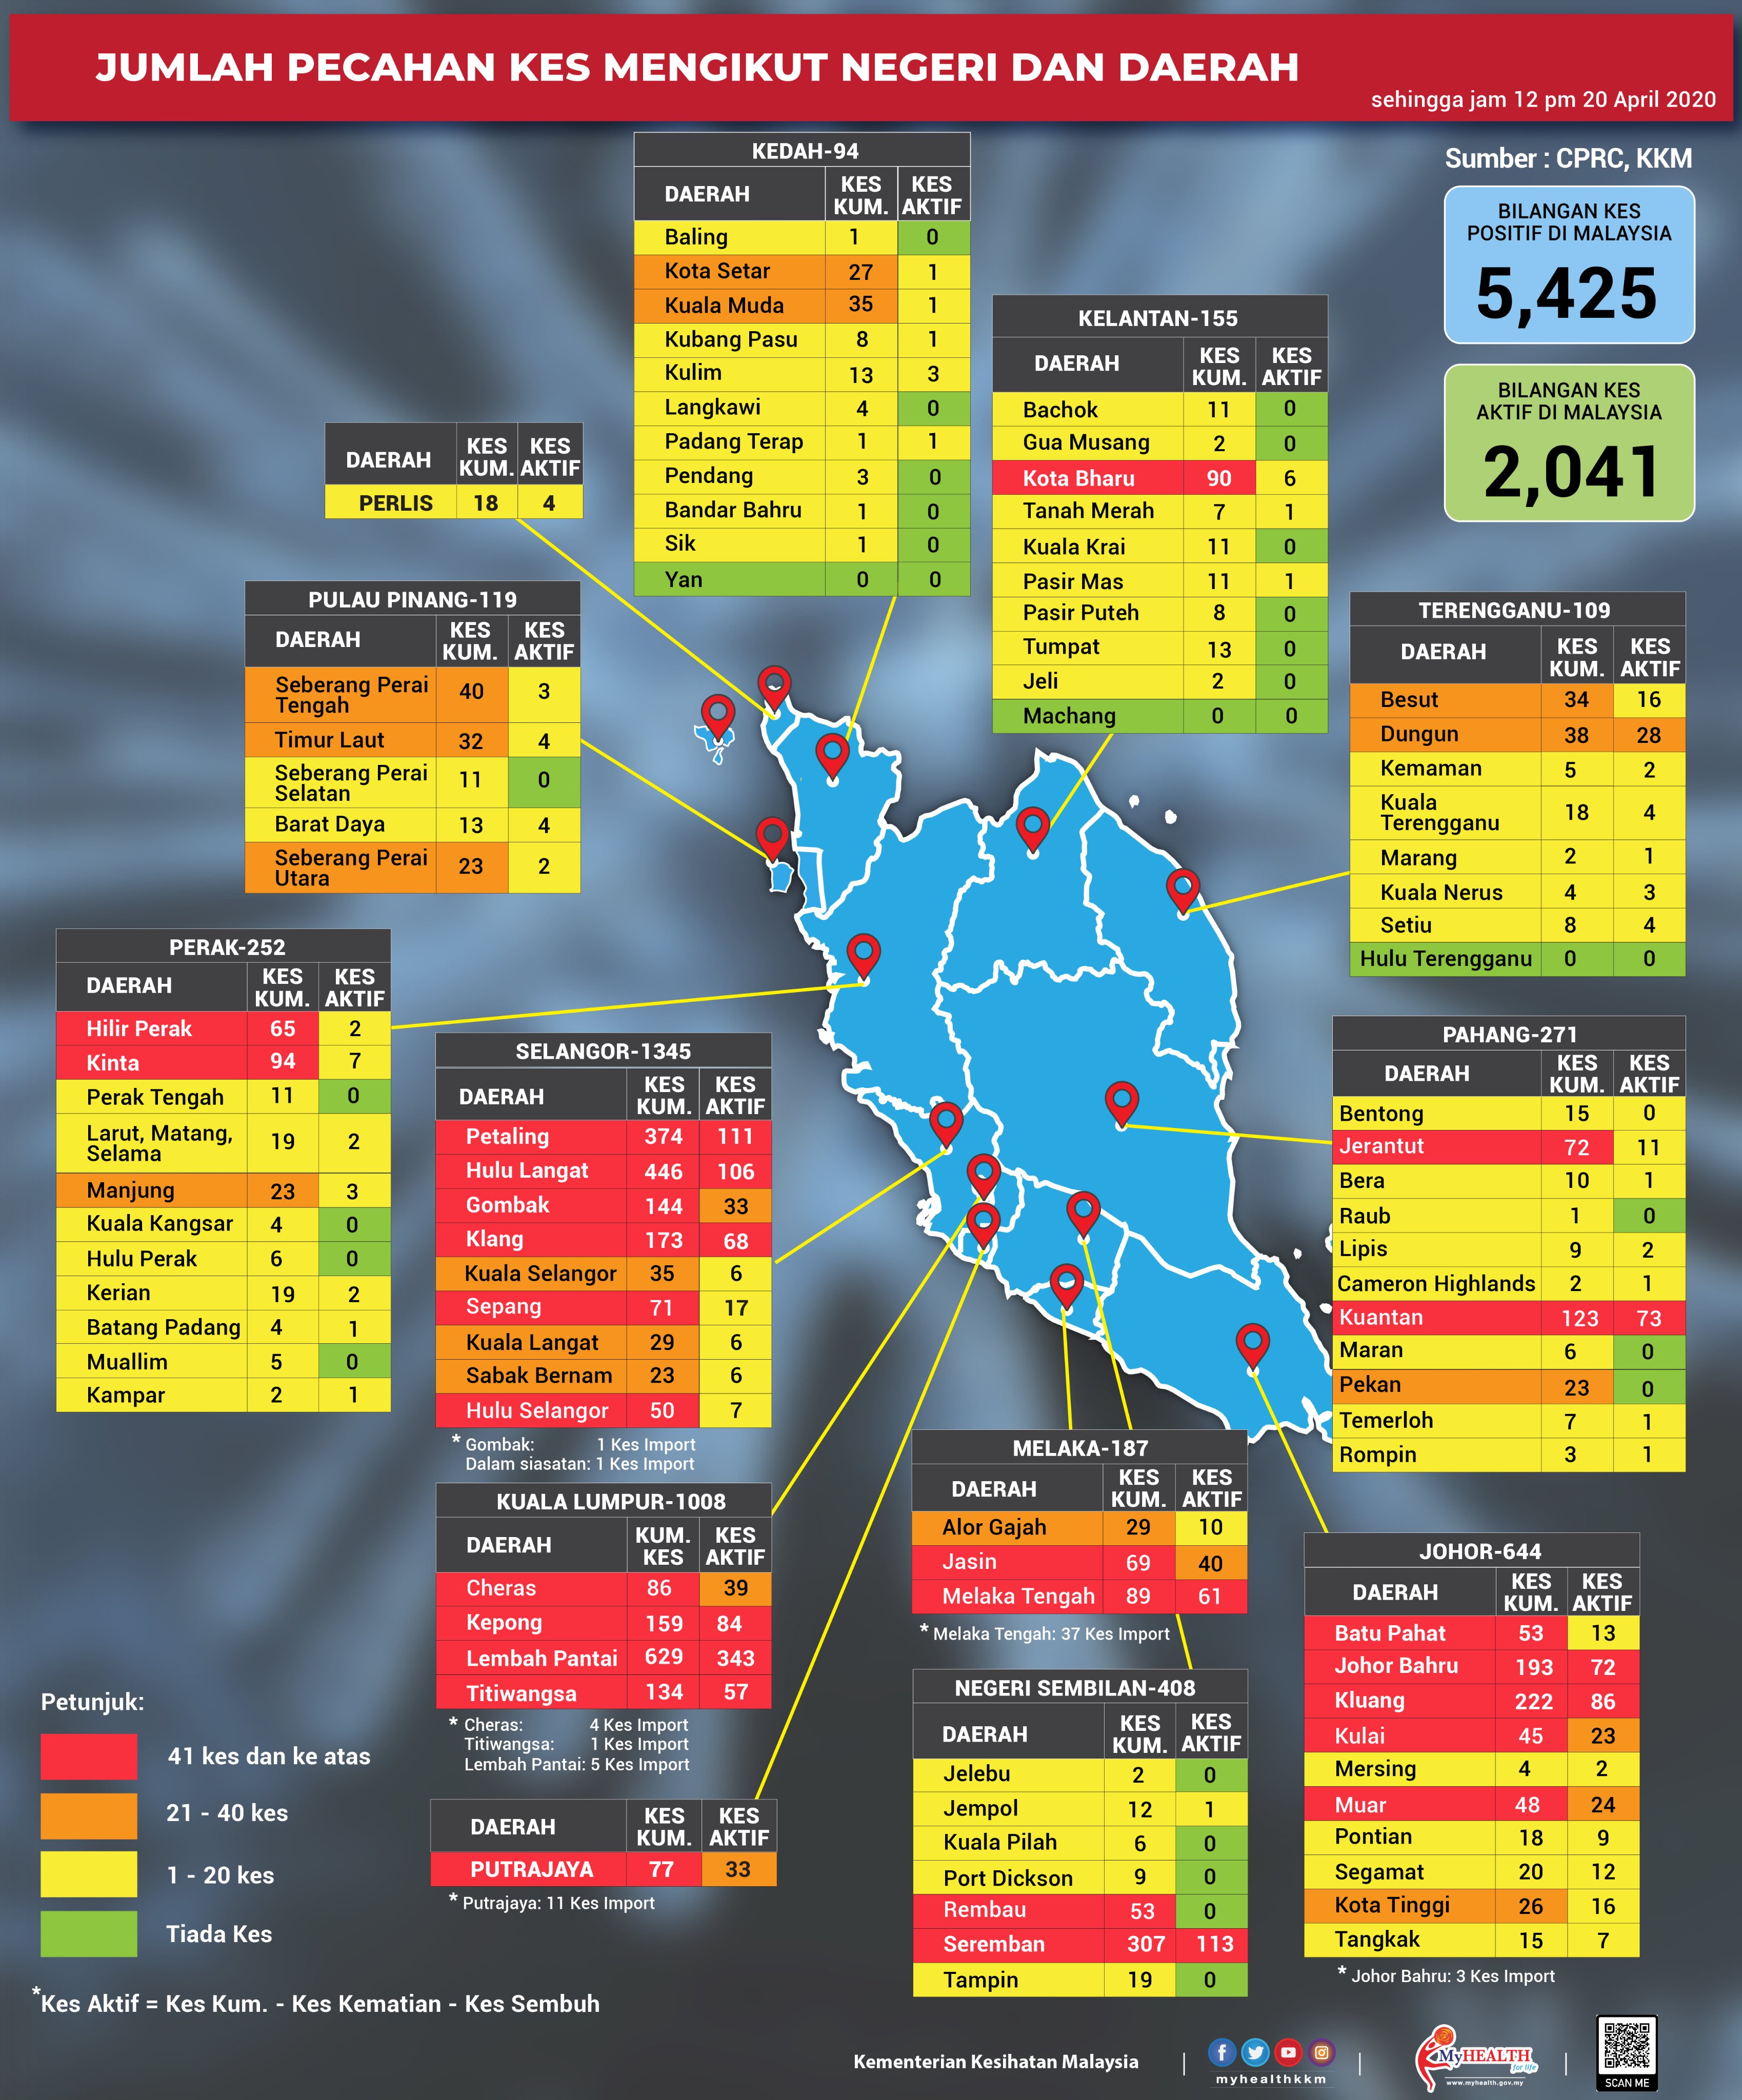 JUMLAH PECAHAN KES MENGIKUT NEGERI DAN DAERAH
sehingga jam 12 pm 20 April 2020
Sumber : CPRC, KKM
BILANGAN KES
POSITIF DI MALAYSIA
5,425
BILANGAN KES
AKTIF DI MALAYSIA
2,041
KEDAH-94
DAERAH KES KUM. KES AKTIF
Baling 1 0
Kota Setar 27 1
Kuala Muda 35 1
Kubang Pasu 8 1
Kulim 13 3
Langkawi 4 0
Padang Terap 1 1
Pendang 3 0
Bandar Bahru 1 0
Sik 1 0
Yan 0 0
KELANTAN-155
DAERAH KES KUM. KES AKTIF
Bachok 11 0
Gua Musang 2 0
Kota Bharu 90 6
Tanah Merah 7 1
Kuala Krai 11 0
Pasir Mas 11 1
Pasir Puteh 8 0
Tumpat 13 0
Jeli 2 0
Machang 0 0
DAERAH KES KUM. KES AKTIF
PERLIS 18 4
PULAU PINANG-119
DAERAH KES KUM. KES AKTIF
Seberang Perai Tengah 40 3
Timur Laut 32 4
Seberang Perai Selatan 11 0
Barat Daya 13 4
Seberang Perai Utara 23 2
TERENGGANU-109
DAERAH KES KUM. KES AKTIF
Besut 34 16
Dungun 38 28
Kemaman 5 2
Kuala Terengganu 18 4
Marang 2 1
Kuala Nerus 4 3
Setiu 8 4
Hulu Terengganu 0 0
PERAK-252
DAERAH KES KUM. KES AKTIF
Hilir Perak 65 2
Kinta 94 7
Perak Tengah 11 0
Larut, Matang, Selama 19 2
Manjung 23 3
Kuala Kangsar 4 0
Hulu Perak 6 0
Kerian 19 2
Batang Padang 4 1
Muallim 5 0
Kampar 2 1
SELANGOR-1345
DAERAH KES KUM. KES AKTIF
Petaling 374 111
Hulu Langat 446 106
Gombak 144 33
Klang 173 68
Kuala Selangor 35 6
Sepang 71 17
Kuala Langat 29 6
Sabak Bernam 23 6
Hulu Selangor 50 7
* Gombak: 1 Kes Import
Dalam siasatan: 1 Kes Import
PAHANG-271
DAERAH KES KUM. KES AKTIF
Bentong 15 0
Jerantut 72 11
Bera 10 1
Raub 1 0
Lipis 9 2
Cameron Highlands 2 1
Kuantan 123 73
Maran 6 0
Pekan 23 0
Temerloh 7 1
Rompin 3 1
KUALA LUMPUR-1008
DAERAH KUM. KES KES AKTIF
Cheras 86 39
Kepong 159 84
Lembah Pantai 629 343
Titiwangsa 134 57
* Cheras: 4 Kes Import
Titiwangsa: 1 Kes Import
Lembah Pantai: 5 Kes Import
DAERAH KES KUM. KES AKTIF
PUTRAJAYA 77 33
* Putrajaya: 11 Kes Import
MELAKA-187
DAERAH KES KUM. KES AKTIF
Alor Gajah 29 10
Jasin 69 40
Melaka Tengah 89 61
* Melaka Tengah: 37 Kes Import
NEGERI SEMBILAN-408
DAERAH KES KUM. KES AKTIF
Jelebu 2 0
Jempol 12 1
Kuala Pilah 6 0
Port Dickson 9 0
Rembau 53 0
Seremban 307 113
Tampin 19 0
JOHOR-644
DAERAH KES KUM. KES AKTIF
Batu Pahat 53 13
Johor Bahru 193 72
Kluang 222 86
Kulai 45 23
Mersing 4 2
Muar 48 24
Pontian 18 9
Segamat 20 12
Kota Tinggi 26 16
Tangkak 15 7
* Johor Bahru: 3 Kes Import
Petunjuk:
41 kes dan ke atas
21 - 40 kes
1 - 20 kes
Tiada Kes
*Kes Aktif = Kes Kum. - Kes Kematian - Kes Sembuh
Kementerian Kesihatan Malaysia
myhealthkkm
MyHEALTH
for life
www.myhealth.gov.my
SCAN ME